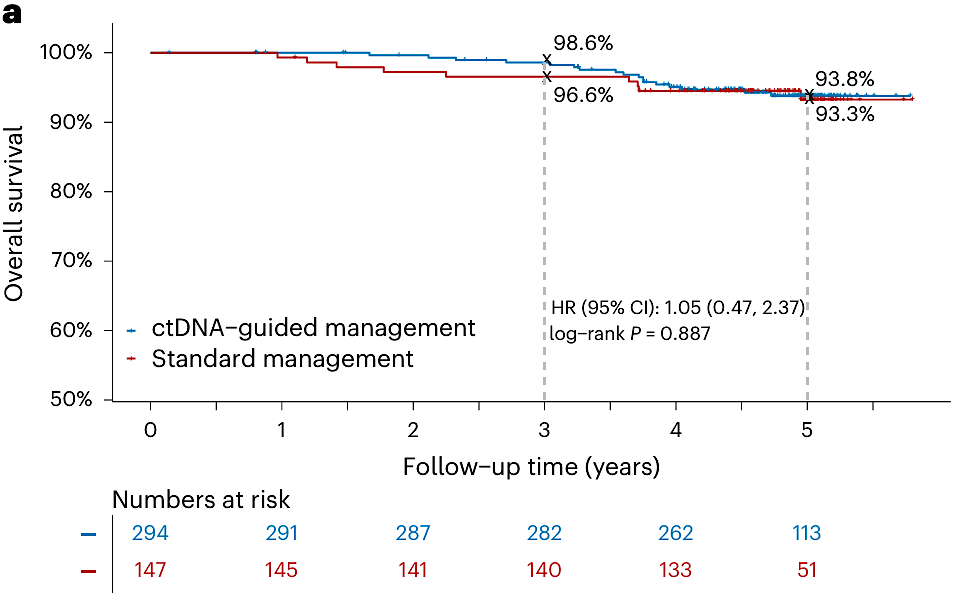 a
100%
90%
80%
70%
60%
50%
Overall survival
98.6%
96.6%
93.8%
93.3%
HR (95% CI): 1.05 (0.47, 2.37)
log–rank P = 0.887
ctDNA–guided management
Standard management
0 1 2 3 4 5
Follow–up time (years)
Numbers at risk
294 291 287 282 262 113
147 145 141 140 133 51